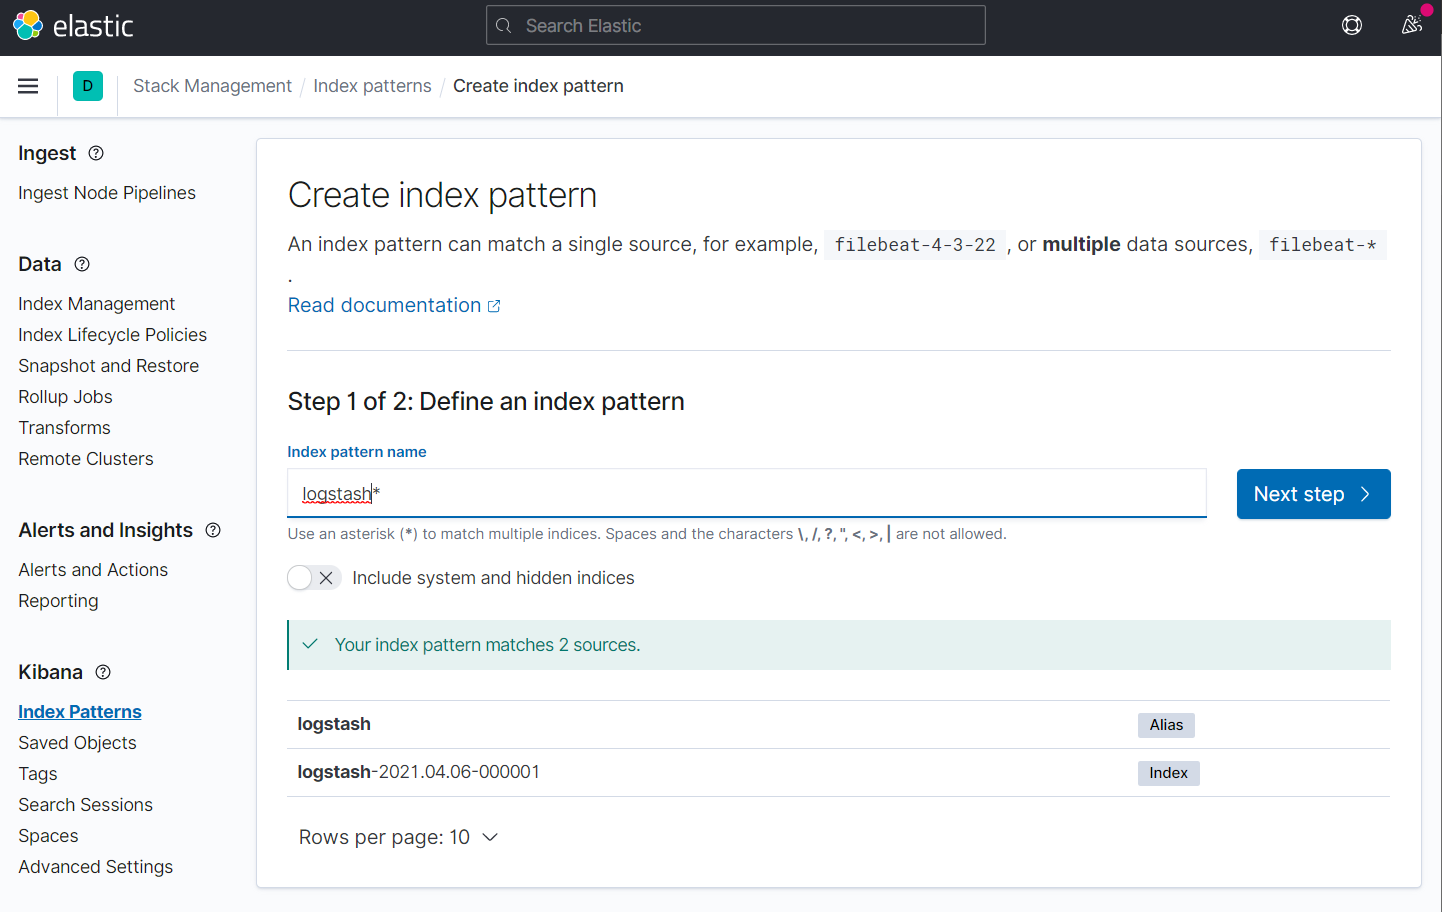 elastic
Search Elastic
D
Stack Management / Index patterns / Create index pattern
Ingest
Ingest Node Pipelines
Data
Index Management
Index Lifecycle Policies
Snapshot and Restore
Rollup Jobs
Transforms
Remote Clusters
Alerts and Insights
Alerts and Actions
Reporting
Kibana
Index Patterns
Saved Objects
Tags
Search Sessions
Spaces
Advanced Settings
Create index pattern
An index pattern can match a single source, for example, filebeat-4-3-22, or multiple data sources, filebeat-*
.
Read documentation
Step 1 of 2: Define an index pattern
Index pattern name
logstash*
Next step
Use an asterisk (*) to match multiple indices. Spaces and the characters \, /, ?, ", <, >, | are not allowed.
Include system and hidden indices
Your index pattern matches 2 sources.
logstash Alias
logstash-2021.04.06-000001 Index
Rows per page: 10